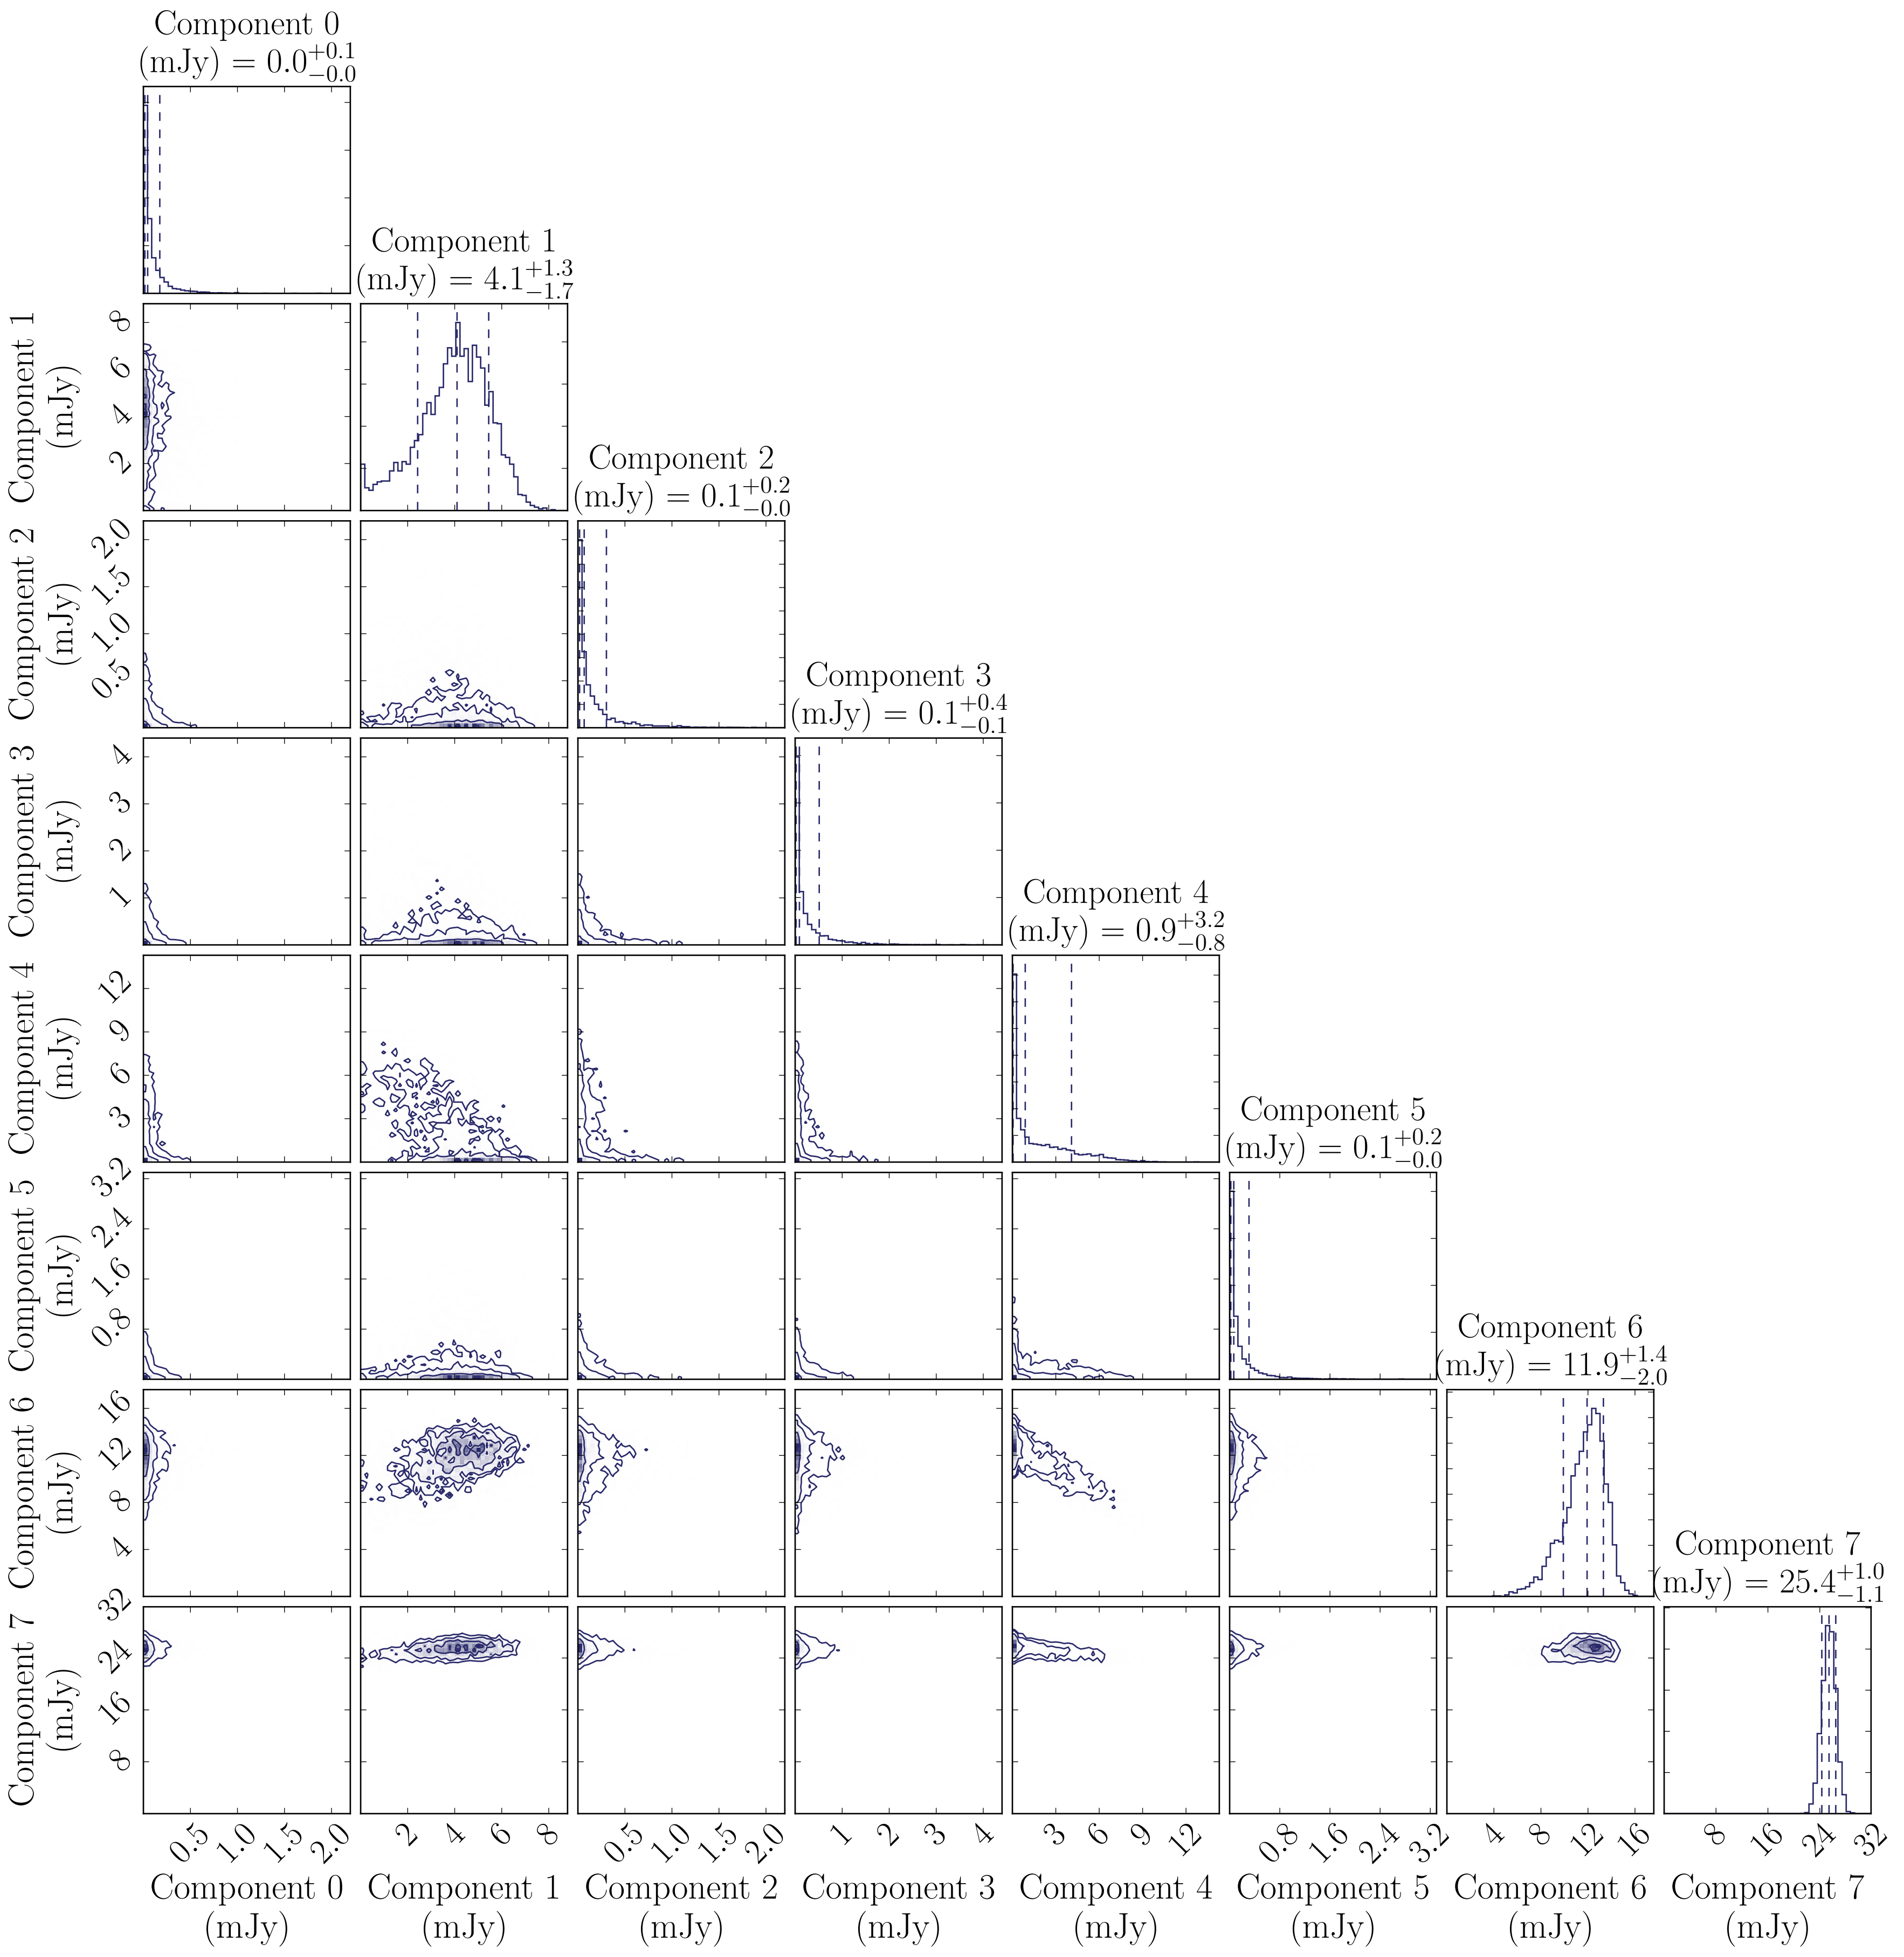 Component 0
(mJy) = 0.0+0.1−0.0
Component 1
(mJy) = 4.1+1.3−1.7
Component 1
(mJy)
8
6
4
2
Component 2
(mJy) = 0.1+0.2−0.0
Component 2
(mJy)
2.0
1.5
1.0
0.5
Component 3
(mJy) = 0.1+0.4−0.1
Component 3
(mJy)
4
3
2
1
Component 4
(mJy) = 0.9+3.2−0.8
Component 4
(mJy)
12
9
6
3
Component 5
(mJy) = 0.1+0.2−0.0
Component 5
(mJy)
3.2
2.4
1.6
0.8
Component 6
(mJy) = 11.9+1.4−2.0
Component 6
(mJy)
16
12
8
4
Component 7
(mJy) = 25.4+1.0−1.1
Component 7
(mJy)
32
24
16
8
0.5 1.0 1.5 2.0 2 4 6 8 0.5 1.0 1.5 2.0 1 2 3 4 3 6 9 12 0.8 1.6 2.4 3.2 4 8 12 16 8 16 24 32
Component 0 Component 1 Component 2 Component 3 Component 4 Component 5 Component 6 Component 7
(mJy) (mJy) (mJy) (mJy) (mJy) (mJy) (mJy) (mJy)